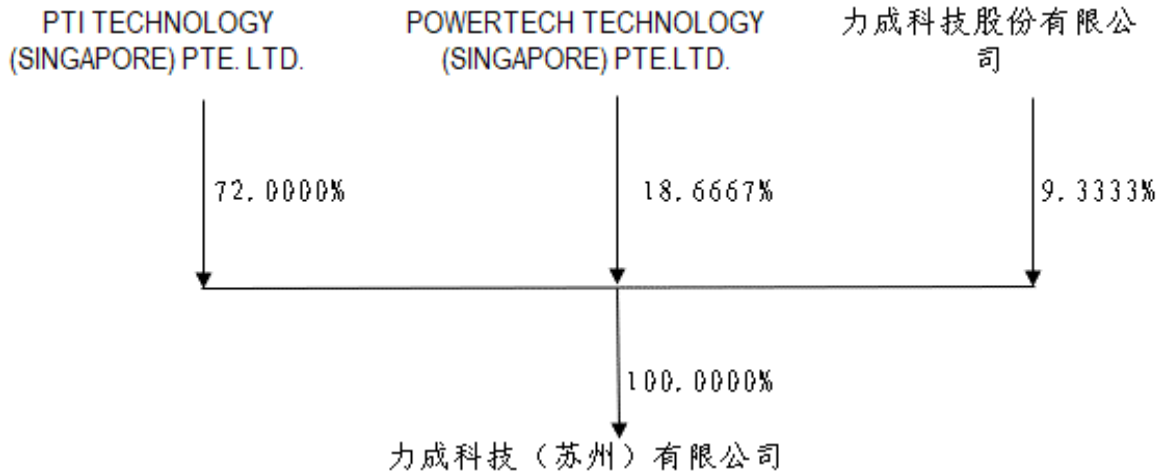 PTI TECHNOLOGY
(SINGAPORE) PTE. LTD.
POWERTECH TECHNOLOGY
(SINGAPORE) PTE.LTD.
力成科技股份有限公
司
72.0000%
18.6667%
9.3333%
100.0000%
力成科技（苏州）有限公司